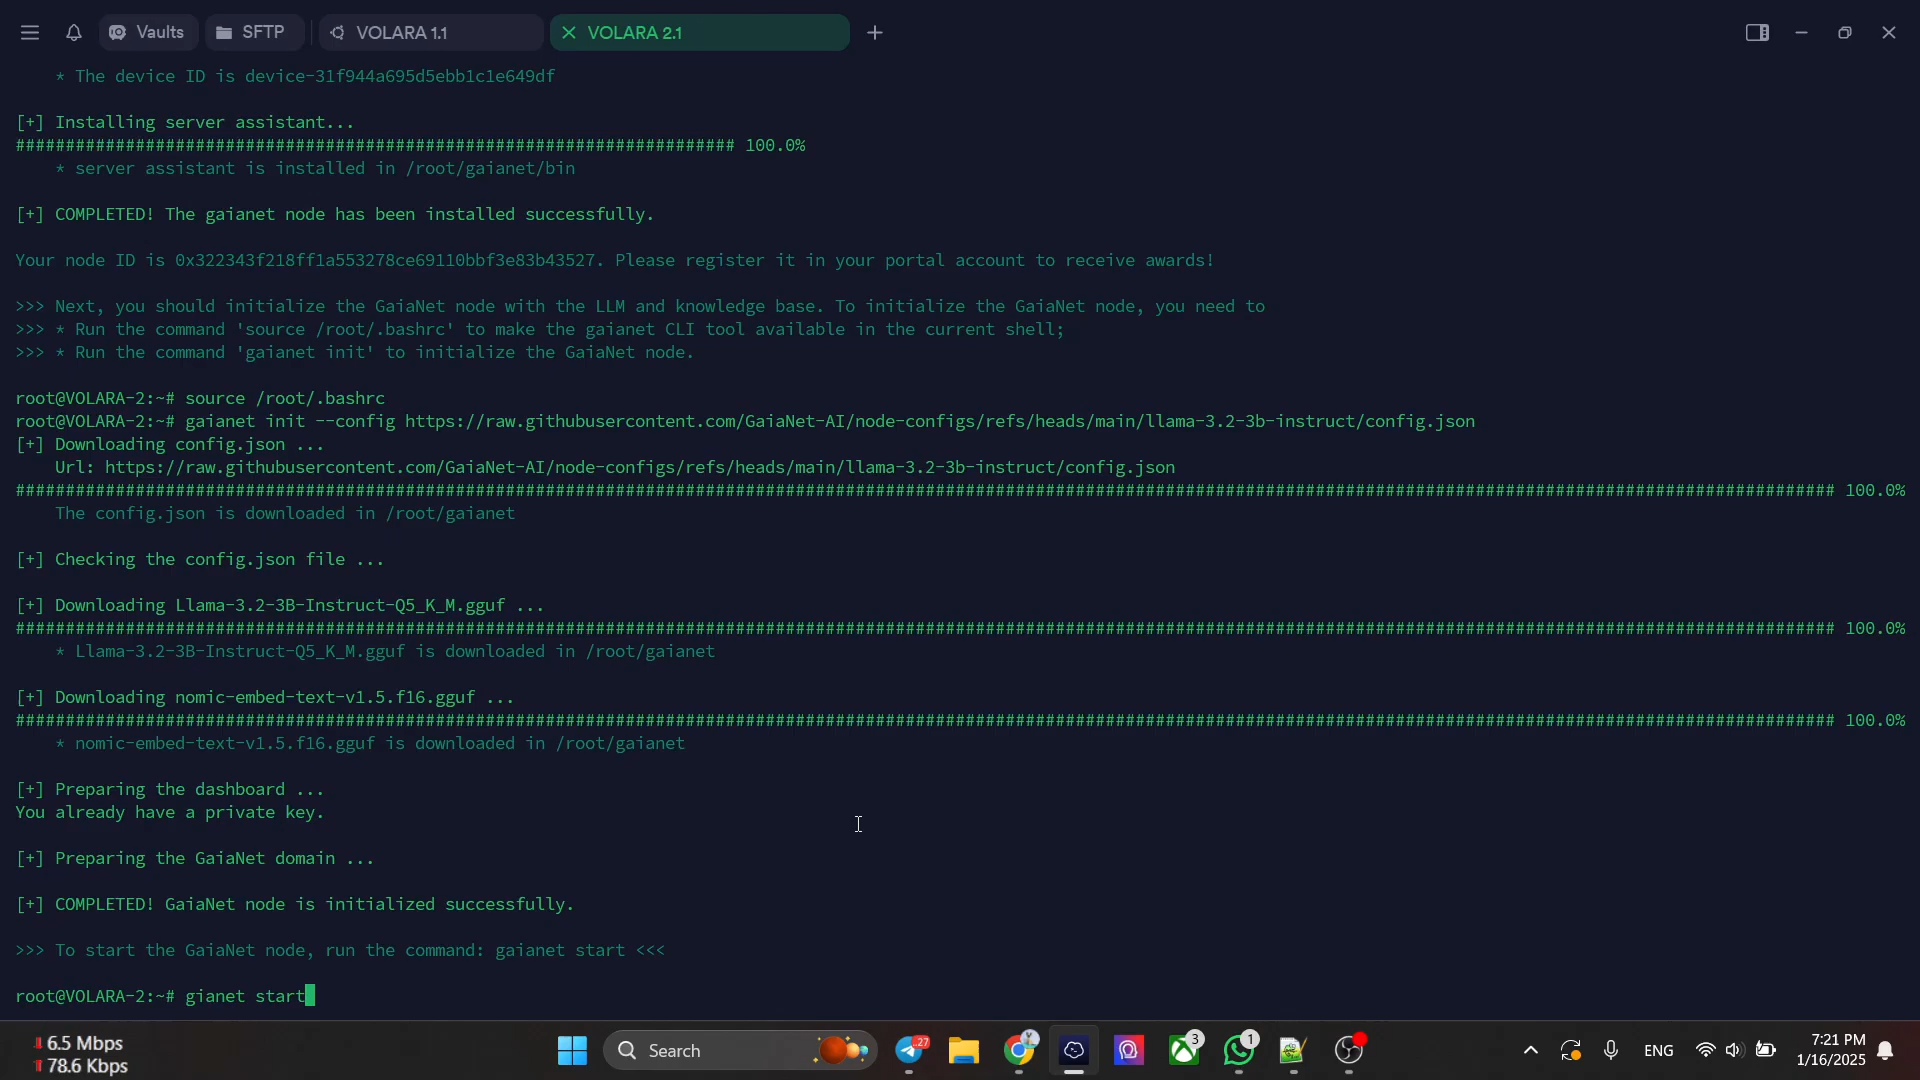 Vaults
SFTP
VOLARA 1.1
VOLARA 2.1
* The device ID is device-31f944a695d5ebb1c1e649df
[+] Installing server assistant...
######################################################################## 100.0%
* server assistant is installed in /root/gaianet/bin
[+] COMPLETED! The gaianet node has been installed successfully.
Your node ID is 0x322343f218ff1a553278ce69110bbf3e83b43527. Please register it in your portal account to receive awards!
>>> Next, you should initialize the GaiaNet node with the LLM and knowledge base. To initialize the GaiaNet node, you need to
>>> * Run the command 'source /root/.bashrc' to make the gaianet CLI tool available in the current shell;
>>> * Run the command 'gaianet init' to initialize the GaiaNet node.
root@VOLARA-2:~# source /root/.bashrc
root@VOLARA-2:~# gaianet init --config https://raw.githubusercontent.com/GaiaNet-AI/node-configs/refs/heads/main/llama-3.2-3b-instruct/config.json
[+] Downloading config.json ...
Url: https://raw.githubusercontent.com/GaiaNet-AI/node-configs/refs/heads/main/llama-3.2-3b-instruct/config.json
###################################################################################################################################################################################### 100.0%
The config.json is downloaded in /root/gaianet
[+] Checking the config.json file ...
[+] Downloading Llama-3.2-3B-Instruct-Q5_K_M.gguf ...
###################################################################################################################################################################################### 100.0%
* Llama-3.2-3B-Instruct-Q5_K_M.gguf is downloaded in /root/gaianet
[+] Downloading nomic-embed-text-v1.5.f16.gguf ...
###################################################################################################################################################################################### 100.0%
* nomic-embed-text-v1.5.f16.gguf is downloaded in /root/gaianet
[+] Preparing the dashboard ...
You already have a private key.
[+] Preparing the GaiaNet domain ...
[+] COMPLETED! GaiaNet node is initialized successfully.
>>> To start the GaiaNet node, run the command: gaianet start <<<
root@VOLARA-2:~# gianet start
6.5 Mbps
78.6 Kbps
Search
27
3
1
ENG
7:21 PM
1/16/2025